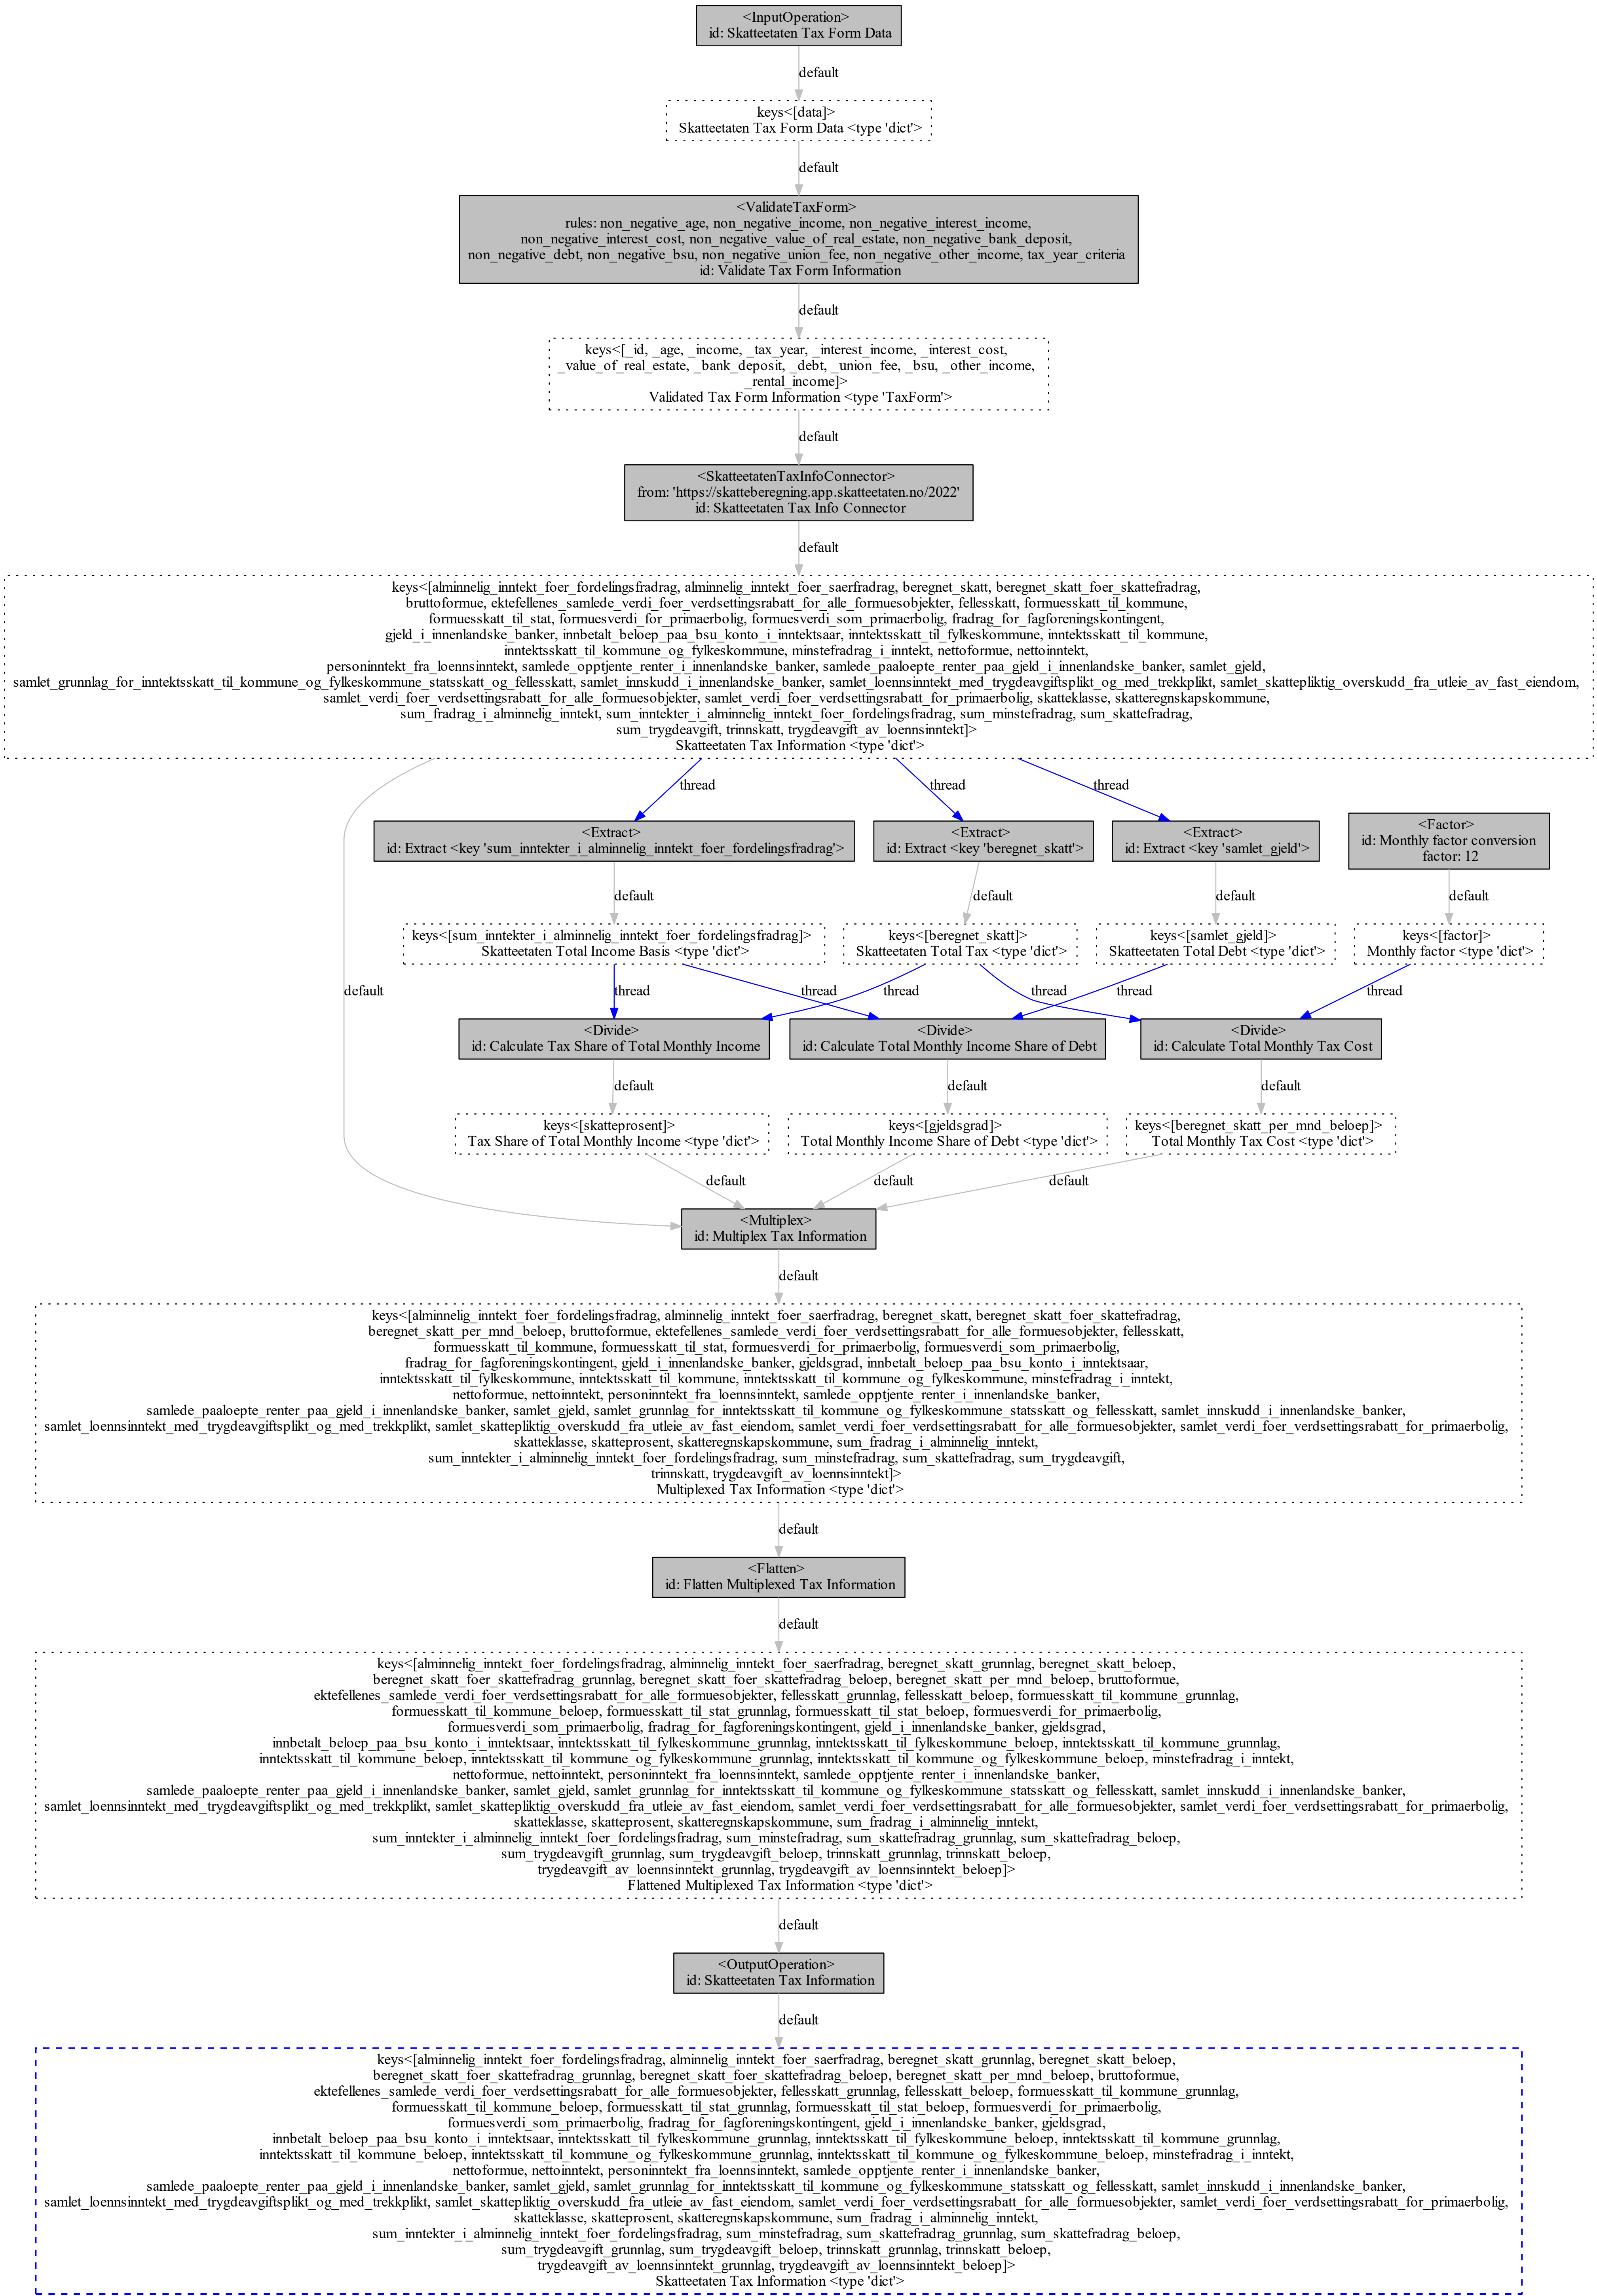 <InputOperation>
id: Skatteetaten Tax Form Data
default
keys<[data]>
Skatteetaten Tax Form Data <type 'dict'>
default
<ValidateTaxForm>
rules: non_negative_age, non_negative_income, non_negative_interest_income,
non_negative_interest_cost, non_negative_value_of_real_estate, non_negative_bank_deposit,
non_negative_debt, non_negative_bsu, non_negative_union_fee, non_negative_other_income, tax_year_criteria
id: Validate Tax Form Information
default
keys<[_id, _age, _income, _tax_year, _interest_income, _interest_cost,
_value_of_real_estate, _bank_deposit, _debt, _union_fee, _bsu, _other_income,
_rental_income]>
Validated Tax Form Information <type 'TaxForm'>
default
<SkatteetatenTaxInfoConnector>
from: 'https://skatteberegning.app.skatteetaten.no/2022'
id: Skatteetaten Tax Info Connector
default
keys<[alminnelig_inntekt_foer_fordelingsfradrag, alminnelig_inntekt_foer_saerfradrag, beregnet_skatt, beregnet_skatt_foer_skattefradrag,
bruttoformue, ektefellenes_samlede_verdi_foer_verdsettingsrabatt_for_alle_formuesobjekter, fellesskatt, formuesskatt_til_kommune,
formuesskatt_til_stat, formuesverdi_for_primaerbolig, formuesverdi_som_primaerbolig, fradrag_for_fagforeningskontingent,
gjeld_i_innenlandske_banker, innbetalt_beloep_paa_bsu_konto_i_inntektsaar, inntektsskatt_til_fylkeskommune, inntektsskatt_til_kommune,
inntektsskatt_til_kommune_og_fylkeskommune, minstefradrag_i_inntekt, nettoformue, nettoinntekt,
personinntekt_fra_loennsinntekt, samlede_opptjente_renter_i_innenlandske_banker, samlede_paaloepte_renter_paa_gjeld_i_innenlandske_banker, samlet_gjeld,
samlet_grunnlag_for_inntektsskatt_til_kommune_og_fylkeskommune_statsskatt_og_fellesskatt, samlet_innskudd_i_innenlandske_banker, samlet_loennsinntekt_med_trygdeavgiftsplikt_og_med_trekkplikt, samlet_skattepliktig_overskudd_fra_utleie_av_fast_eiendom,
samlet_verdi_foer_verdsettingsrabatt_for_alle_formuesobjekter, samlet_verdi_foer_verdsettingsrabatt_for_primaerbolig, skatteklasse, skatteregnskapskommune,
sum_fradrag_i_alminnelig_inntekt, sum_inntekter_i_alminnelig_inntekt_foer_fordelingsfradrag, sum_minstefradrag, sum_skattefradrag,
sum_trygdeavgift, trinnskatt, trygdeavgift_av_loennsinntekt]>
Skatteetaten Tax Information <type 'dict'>
thread thread thread
<Extract>
id: Extract <key 'sum_inntekter_i_alminnelig_inntekt_foer_fordelingsfradrag'>
<Extract>
id: Extract <key 'beregnet_skatt'>
<Extract>
id: Extract <key 'samlet_gjeld'>
<Factor>
id: Monthly factor conversion
factor: 12
default default default default
keys<[sum_inntekter_i_alminnelig_inntekt_foer_fordelingsfradrag]>
Skatteetaten Total Income Basis <type 'dict'>
keys<[beregnet_skatt]>
Skatteetaten Total Tax <type 'dict'>
keys<[samlet_gjeld]>
Skatteetaten Total Debt <type 'dict'>
keys<[factor]>
Monthly factor <type 'dict'>
default thread thread thread thread thread thread
<Divide>
id: Calculate Tax Share of Total Monthly Income
<Divide>
id: Calculate Total Monthly Income Share of Debt
<Divide>
id: Calculate Total Monthly Tax Cost
default default default
keys<[skatteprosent]>
Tax Share of Total Monthly Income <type 'dict'>
keys<[gjeldsgrad]>
Total Monthly Income Share of Debt <type 'dict'>
keys<[beregnet_skatt_per_mnd_beloep]>
Total Monthly Tax Cost <type 'dict'>
default default default
<Multiplex>
id: Multiplex Tax Information
default
keys<[alminnelig_inntekt_foer_fordelingsfradrag, alminnelig_inntekt_foer_saerfradrag, beregnet_skatt, beregnet_skatt_foer_skattefradrag,
beregnet_skatt_per_mnd_beloep, bruttoformue, ektefellenes_samlede_verdi_foer_verdsettingsrabatt_for_alle_formuesobjekter, fellesskatt,
formuesskatt_til_kommune, formuesskatt_til_stat, formuesverdi_for_primaerbolig, formuesverdi_som_primaerbolig,
fradrag_for_fagforeningskontingent, gjeld_i_innenlandske_banker, gjeldsgrad, innbetalt_beloep_paa_bsu_konto_i_inntektsaar,
inntektsskatt_til_fylkeskommune, inntektsskatt_til_kommune, inntektsskatt_til_kommune_og_fylkeskommune, minstefradrag_i_inntekt,
nettoformue, nettoinntekt, personinntekt_fra_loennsinntekt, samlede_opptjente_renter_i_innenlandske_banker,
samlede_paaloepte_renter_paa_gjeld_i_innenlandske_banker, samlet_gjeld, samlet_grunnlag_for_inntektsskatt_til_kommune_og_fylkeskommune_statsskatt_og_fellesskatt, samlet_innskudd_i_innenlandske_banker,
samlet_loennsinntekt_med_trygdeavgiftsplikt_og_med_trekkplikt, samlet_skattepliktig_overskudd_fra_utleie_av_fast_eiendom, samlet_verdi_foer_verdsettingsrabatt_for_alle_formuesobjekter, samlet_verdi_foer_verdsettingsrabatt_for_primaerbolig,
skatteklasse, skatteprosent, skatteregnskapskommune, sum_fradrag_i_alminnelig_inntekt,
sum_inntekter_i_alminnelig_inntekt_foer_fordelingsfradrag, sum_minstefradrag, sum_skattefradrag, sum_trygdeavgift,
trinnskatt, trygdeavgift_av_loennsinntekt]>
Multiplexed Tax Information <type 'dict'>
default
<Flatten>
id: Flatten Multiplexed Tax Information
default
keys<[alminnelig_inntekt_foer_fordelingsfradrag, alminnelig_inntekt_foer_saerfradrag, beregnet_skatt_grunnlag, beregnet_skatt_beloep,
beregnet_skatt_foer_skattefradrag_grunnlag, beregnet_skatt_foer_skattefradrag_beloep, beregnet_skatt_per_mnd_beloep, bruttoformue,
ektefellenes_samlede_verdi_foer_verdsettingsrabatt_for_alle_formuesobjekter, fellesskatt_grunnlag, fellesskatt_beloep, formuesskatt_til_kommune_grunnlag,
formuesskatt_til_kommune_beloep, formuesskatt_til_stat_grunnlag, formuesskatt_til_stat_beloep, formuesverdi_for_primaerbolig,
formuesverdi_som_primaerbolig, fradrag_for_fagforeningskontingent, gjeld_i_innenlandske_banker, gjeldsgrad,
innbetalt_beloep_paa_bsu_konto_i_inntektsaar, inntektsskatt_til_fylkeskommune_grunnlag, inntektsskatt_til_fylkeskommune_beloep, inntektsskatt_til_kommune_grunnlag,
inntektsskatt_til_kommune_beloep, inntektsskatt_til_kommune_og_fylkeskommune_grunnlag, inntektsskatt_til_kommune_og_fylkeskommune_beloep, minstefradrag_i_inntekt,
nettoformue, nettoinntekt, personinntekt_fra_loennsinntekt, samlede_opptjente_renter_i_innenlandske_banker,
samlede_paaloepte_renter_paa_gjeld_i_innenlandske_banker, samlet_gjeld, samlet_grunnlag_for_inntektsskatt_til_kommune_og_fylkeskommune_statsskatt_og_fellesskatt, samlet_innskudd_i_innenlandske_banker,
samlet_loennsinntekt_med_trygdeavgiftsplikt_og_med_trekkplikt, samlet_skattepliktig_overskudd_fra_utleie_av_fast_eiendom, samlet_verdi_foer_verdsettingsrabatt_for_alle_formuesobjekter, samlet_verdi_foer_verdsettingsrabatt_for_primaerbolig,
skatteklasse, skatteprosent, skatteregnskapskommune, sum_fradrag_i_alminnelig_inntekt,
sum_inntekter_i_alminnelig_inntekt_foer_fordelingsfradrag, sum_minstefradrag, sum_skattefradrag_grunnlag, sum_skattefradrag_beloep,
sum_trygdeavgift_grunnlag, sum_trygdeavgift_beloep, trinnskatt_grunnlag, trinnskatt_beloep,
trygdeavgift_av_loennsinntekt_grunnlag, trygdeavgift_av_loennsinntekt_beloep]>
Flattened Multiplexed Tax Information <type 'dict'>
default
<OutputOperation>
id: Skatteetaten Tax Information
default
keys<[alminnelig_inntekt_foer_fordelingsfradrag, alminnelig_inntekt_foer_saerfradrag, beregnet_skatt_grunnlag, beregnet_skatt_beloep,
beregnet_skatt_foer_skattefradrag_grunnlag, beregnet_skatt_foer_skattefradrag_beloep, beregnet_skatt_per_mnd_beloep, bruttoformue,
ektefellenes_samlede_verdi_foer_verdsettingsrabatt_for_alle_formuesobjekter, fellesskatt_grunnlag, fellesskatt_beloep, formuesskatt_til_kommune_grunnlag,
formuesskatt_til_kommune_beloep, formuesskatt_til_stat_grunnlag, formuesskatt_til_stat_beloep, formuesverdi_for_primaerbolig,
formuesverdi_som_primaerbolig, fradrag_for_fagforeningskontingent, gjeld_i_innenlandske_banker, gjeldsgrad,
innbetalt_beloep_paa_bsu_konto_i_inntektsaar, inntektsskatt_til_fylkeskommune_grunnlag, inntektsskatt_til_fylkeskommune_beloep, inntektsskatt_til_kommune_grunnlag,
inntektsskatt_til_kommune_beloep, inntektsskatt_til_kommune_og_fylkeskommune_grunnlag, inntektsskatt_til_kommune_og_fylkeskommune_beloep, minstefradrag_i_inntekt,
nettoformue, nettoinntekt, personinntekt_fra_loennsinntekt, samlede_opptjente_renter_i_innenlandske_banker,
samlede_paaloepte_renter_paa_gjeld_i_innenlandske_banker, samlet_gjeld, samlet_grunnlag_for_inntektsskatt_til_kommune_og_fylkeskommune_statsskatt_og_fellesskatt, samlet_innskudd_i_innenlandske_banker,
samlet_loennsinntekt_med_trygdeavgiftsplikt_og_med_trekkplikt, samlet_skattepliktig_overskudd_fra_utleie_av_fast_eiendom, samlet_verdi_foer_verdsettingsrabatt_for_alle_formuesobjekter, samlet_verdi_foer_verdsettingsrabatt_for_primaerbolig,
skatteklasse, skatteprosent, skatteregnskapskommune, sum_fradrag_i_alminnelig_inntekt,
sum_inntekter_i_alminnelig_inntekt_foer_fordelingsfradrag, sum_minstefradrag, sum_skattefradrag_grunnlag, sum_skattefradrag_beloep,
sum_trygdeavgift_grunnlag, sum_trygdeavgift_beloep, trinnskatt_grunnlag, trinnskatt_beloep,
trygdeavgift_av_loennsinntekt_grunnlag, trygdeavgift_av_loennsinntekt_beloep]>
Skatteetaten Tax Information <type 'dict'>